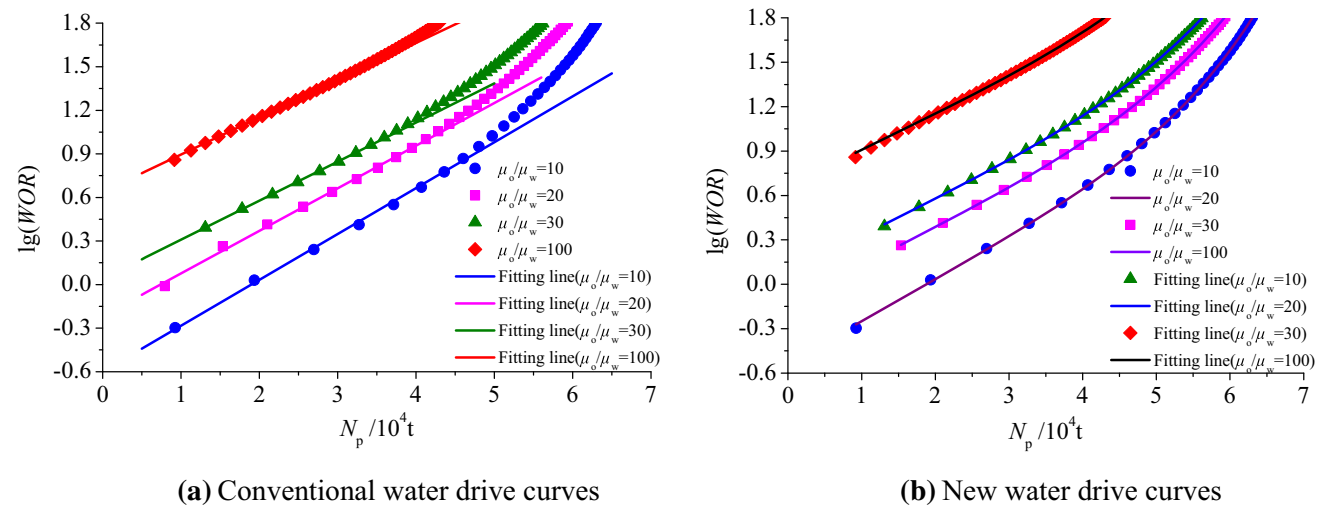 1.8
1.5
1.2
0.9
0.6
0.3
0.0
-0.3
-0.6
lg(WOR)
μo/μw=10
μo/μw=20
μo/μw=30
μo/μw=100
Fitting line(μo/μw=10)
Fitting line(μo/μw=20)
Fitting line(μo/μw=30)
Fitting line(μo/μw=100)
0 1 2 3 4 5 6 7
Np /10⁴t
(a) Conventional water drive curves
1.8
1.5
1.2
0.9
0.6
0.3
0.0
-0.3
-0.6
lg(WOR)
μo/μw=10
μo/μw=20
μo/μw=30
μo/μw=100
Fitting line(μo/μw=10)
Fitting line(μo/μw=20)
Fitting line(μo/μw=30)
Fitting line(μo/μw=100)
0 1 2 3 4 5 6 7
Np /10⁴t
(b) New water drive curves